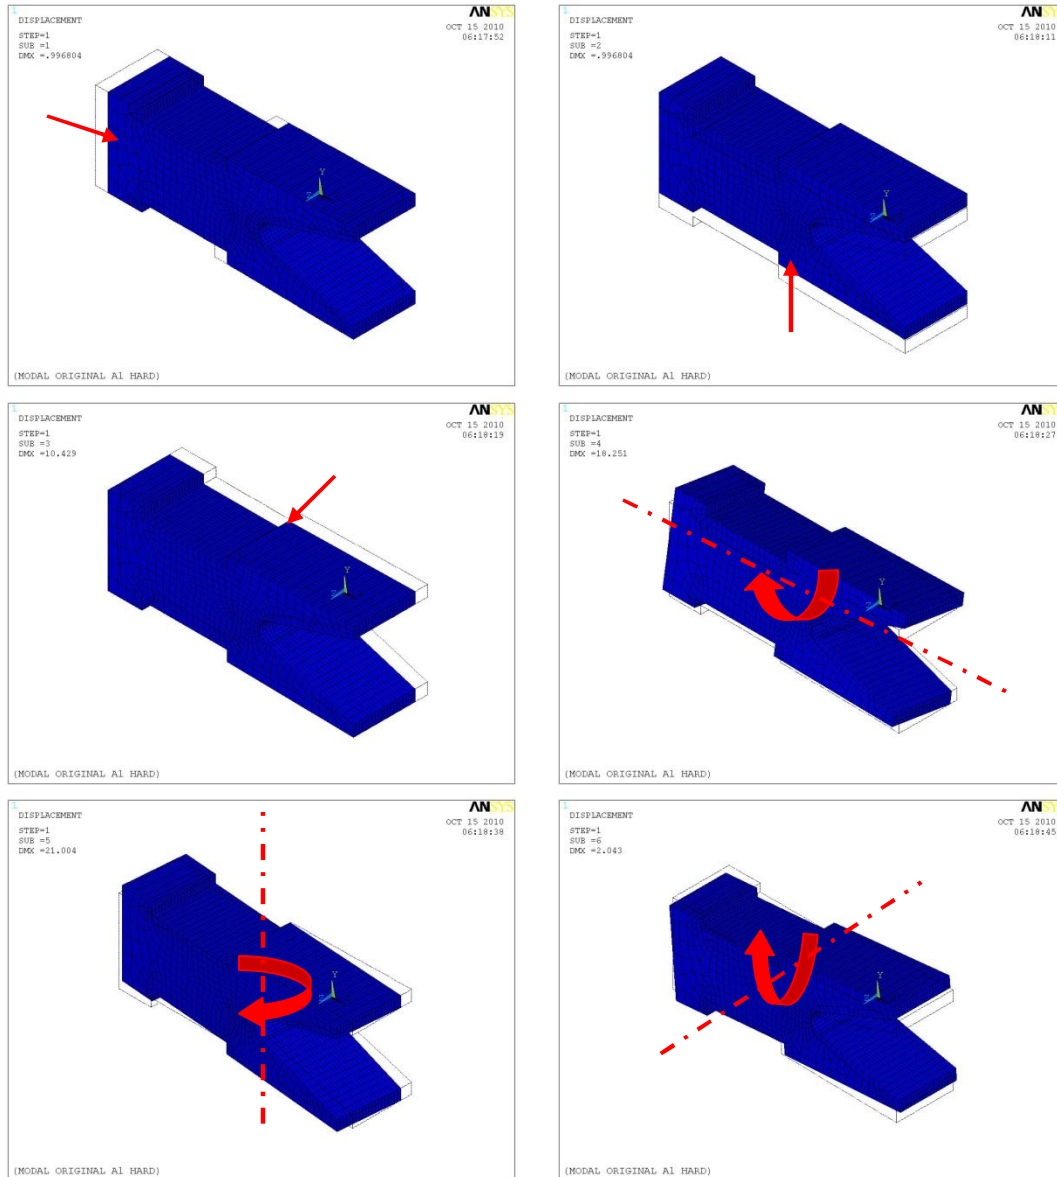 1
DISPLACEMENT
STEP=1
SUB =1
DMX =.996804
ANSYS
OCT 15 2010
06:17:52
Y
Z
(MODAL ORIGINAL Al HARD)
1
DISPLACEMENT
STEP=1
SUB =2
DMX =.996804
ANSYS
OCT 15 2010
06:18:11
Y
Z
(MODAL ORIGINAL Al HARD)
1
DISPLACEMENT
STEP=1
SUB =3
DMX =10.429
ANSYS
OCT 15 2010
06:18:19
Y
Z
(MODAL ORIGINAL Al HARD)
1
DISPLACEMENT
STEP=1
SUB =4
DMX =18.251
ANSYS
OCT 15 2010
06:18:27
Y
Z
(MODAL ORIGINAL Al HARD)
1
DISPLACEMENT
STEP=1
SUB =5
DMX =21.004
ANSYS
OCT 15 2010
06:18:38
Y
Z
(MODAL ORIGINAL Al HARD)
1
DISPLACEMENT
STEP=1
SUB =6
DMX =2.043
ANSYS
OCT 15 2010
06:18:45
Y
Z
(MODAL ORIGINAL Al HARD)